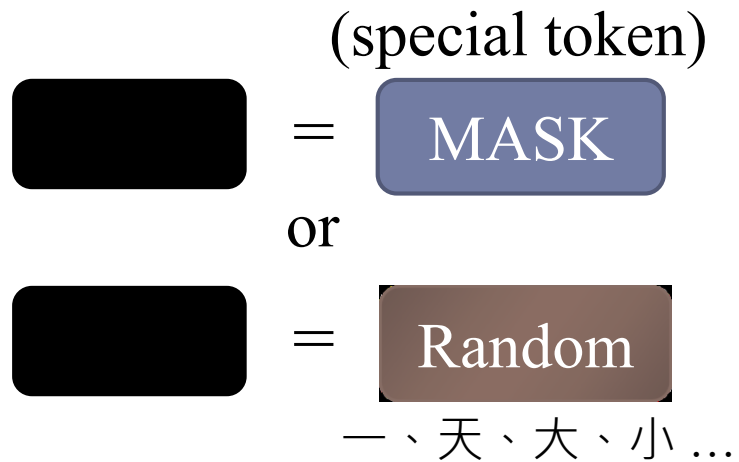 (special token)
= MASK
or
= Random
一、天、大、小 …